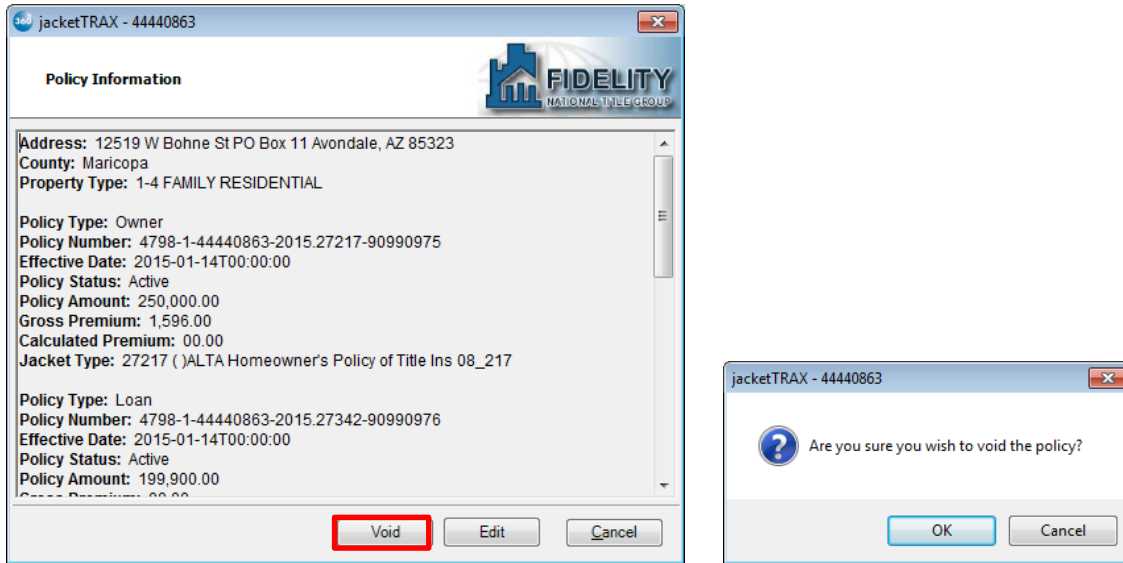 360 jacketTRAX - 44440863
Policy Information
FIDELITY
NATIONAL TITLE GROUP
Address: 12519 W Bohne St PO Box 11 Avondale, AZ 85323
County: Maricopa
Property Type: 1-4 FAMILY RESIDENTIAL
Policy Type: Owner
Policy Number: 4798-1-44440863-2015.27217-90990975
Effective Date: 2015-01-14T00:00:00
Policy Status: Active
Policy Amount: 250,000.00
Gross Premium: 1,596.00
Calculated Premium: 00.00
Jacket Type: 27217 ( )ALTA Homeowner's Policy of Title Ins 08_217
Policy Type: Loan
Policy Number: 4798-1-44440863-2015.27342-90990976
Effective Date: 2015-01-14T00:00:00
Policy Status: Active
Policy Amount: 199,900.00
Gross Premium: 00.00
Void Edit Cancel
jacketTRAX - 44440863
Are you sure you wish to void the policy?
OK Cancel